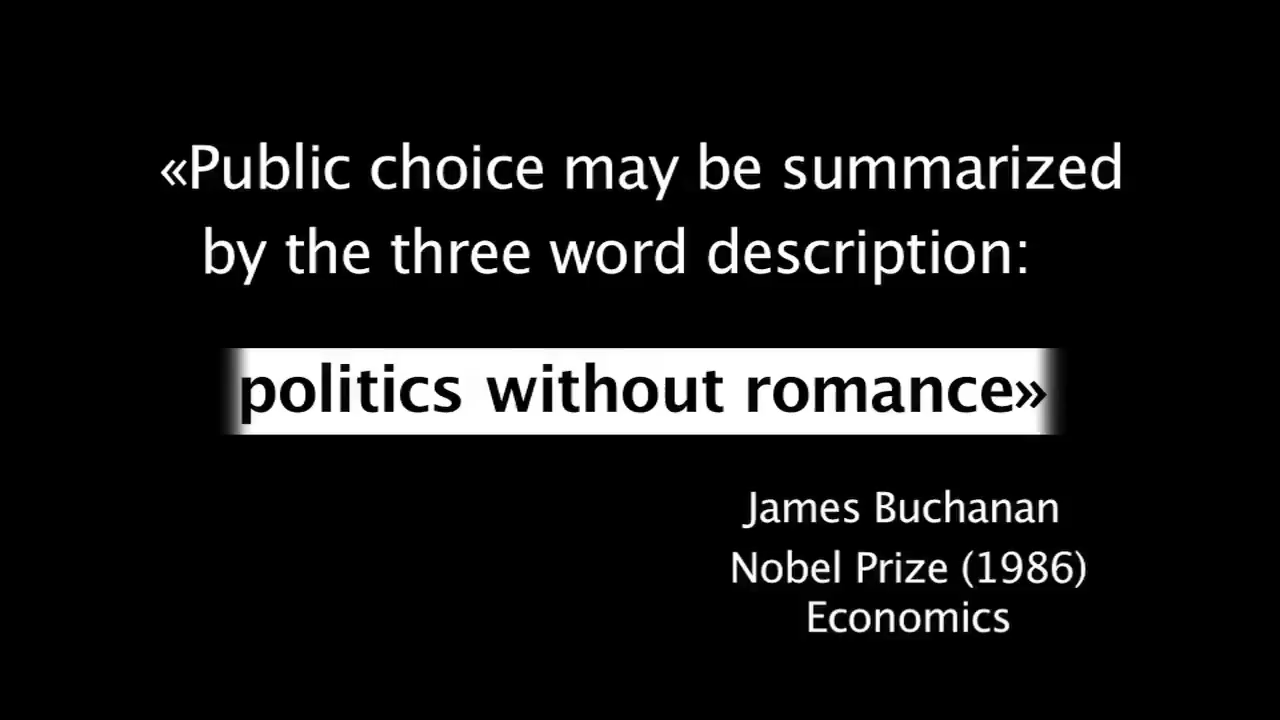 «Public choice may be summarized
by the three word description:
politics without romance»
James Buchanan
Nobel Prize (1986)
Economics